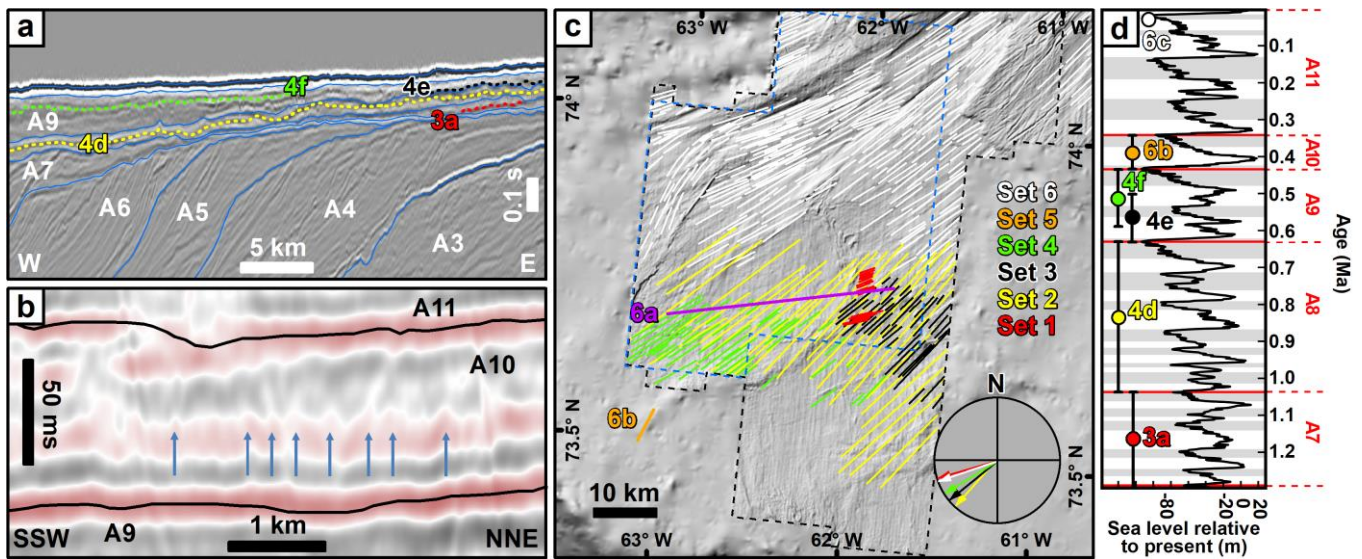 a
4f
4e
A9
3a
4d
A7
A6
A5
A4
A3
0.1 s
5 km
W
E
b
A11
A10
50 ms
A9
1 km
SSW
NNE
c
63° W
62° W
61° W
74° N
74° N
Set 6
Set 5
Set 4
Set 3
Set 2
Set 1
6a
6b
73.5° N
73.5° N
N
10 km
63° W
62° W
61° W
d
6c
6b
4f
4e
4d
3a
0.1
0.2
0.3
0.4
0.5
0.6
0.7
0.8
0.9
1.0
1.1
1.2
A11
A10
A9
A8
A7
Age (Ma)
-80
-20
20
Sea level relative
to present (m)